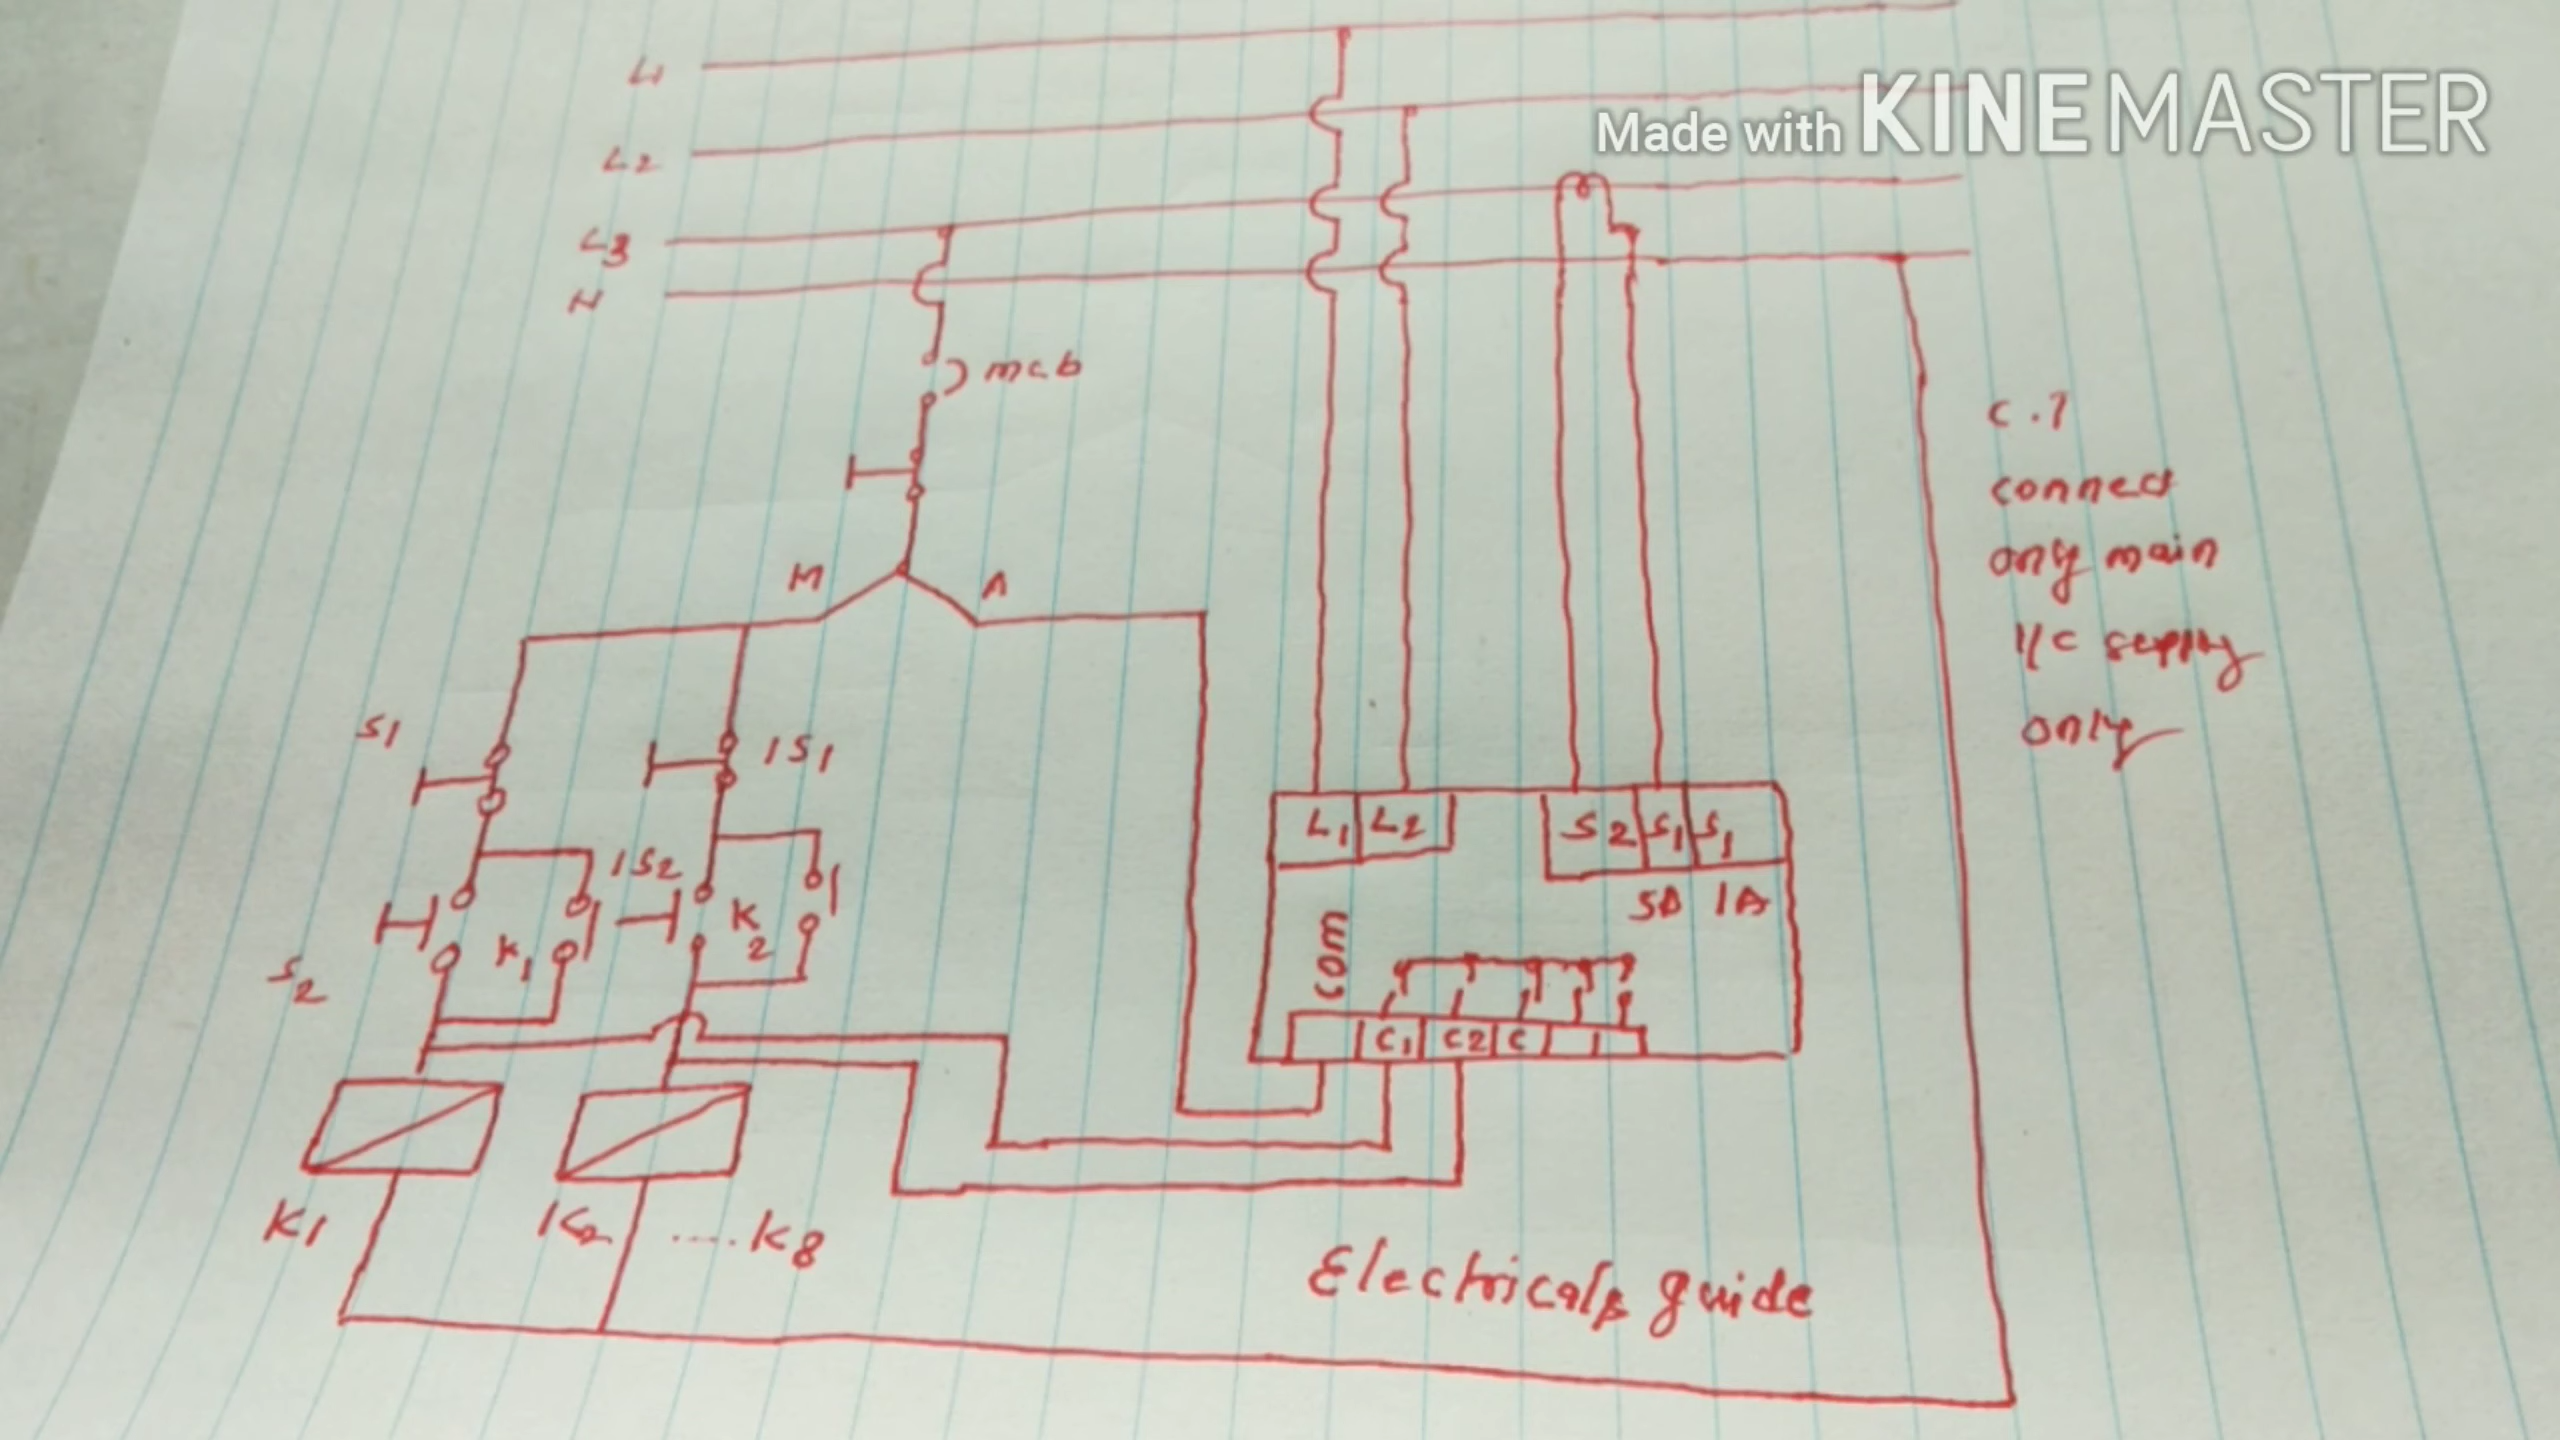 L1
Made with KINEMASTER
L2
L3
N
mcb
C.T
connect
only main
I/C supply
only
M A
S1
1S1
L1 L2 S2 S1 S1
1S2
5A 1A
K2
K1
S2
com
C1 C2 C
K1 K2 ..... K8
Electricals guide